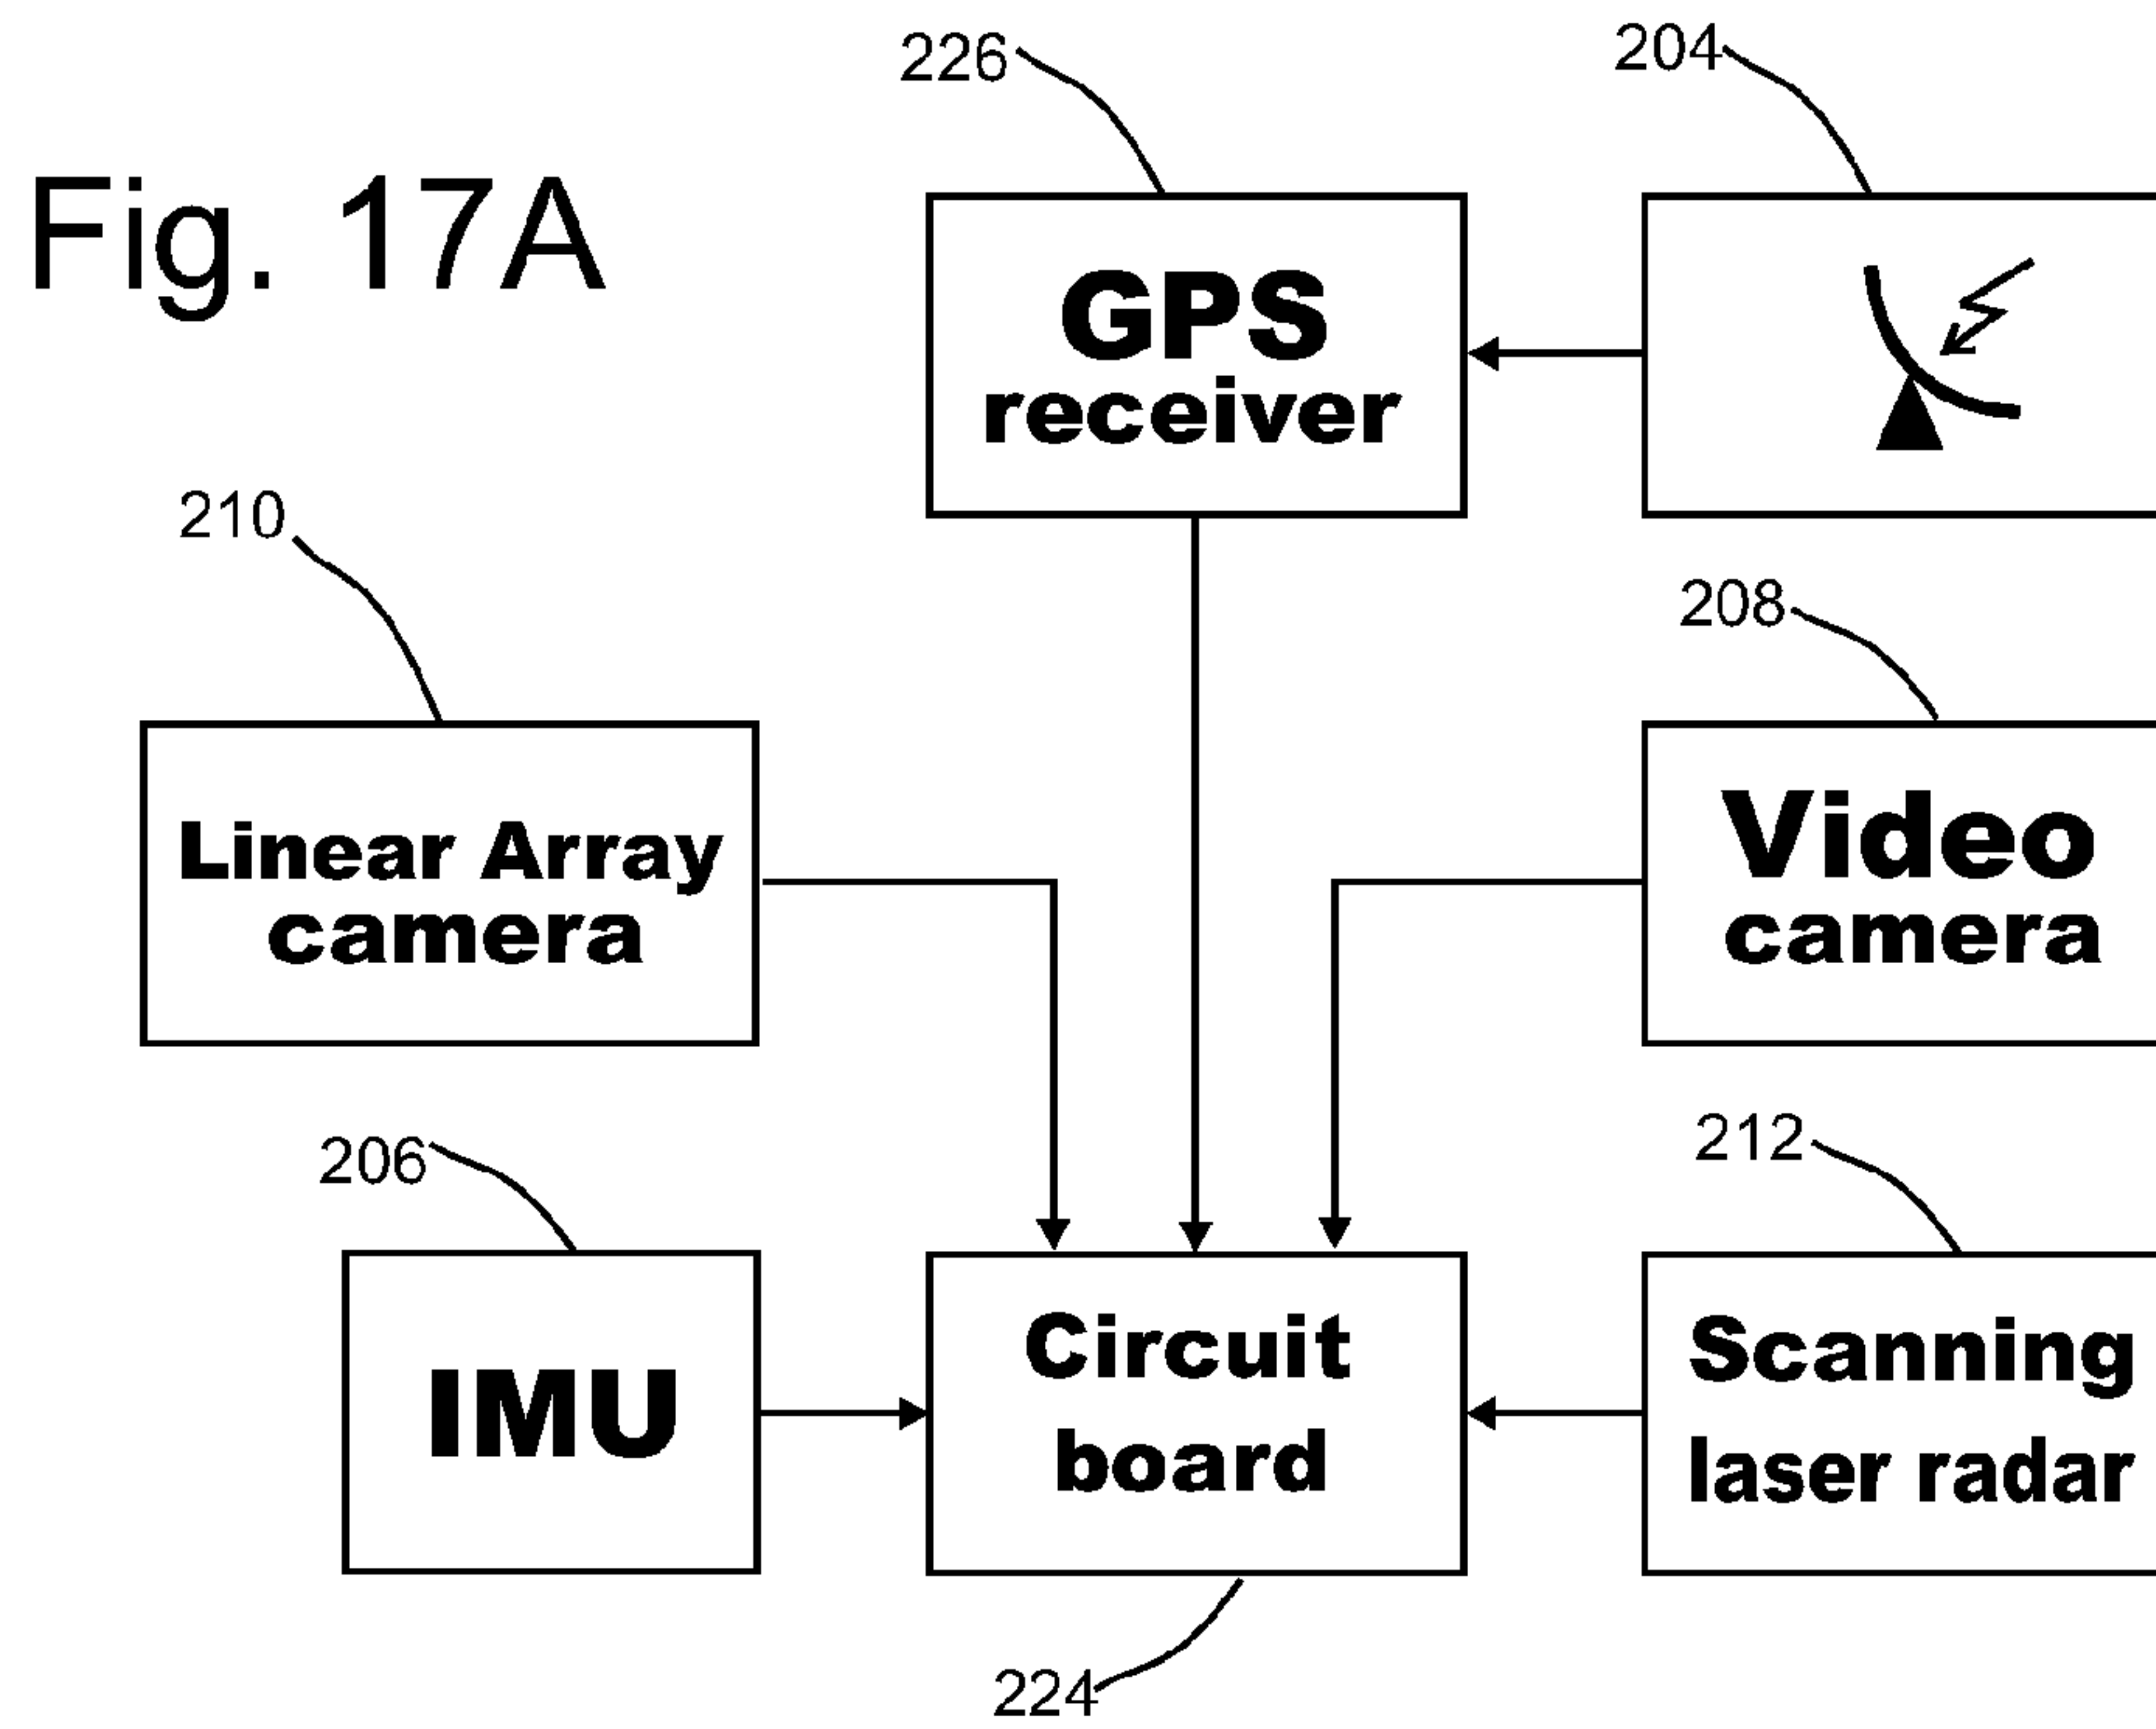 226
204
Fig. 17A
GPS
receiver
210
208
Linear Array
camera
Video
camera
206
212
IMU
Circuit
board
Scanning
laser radar
224